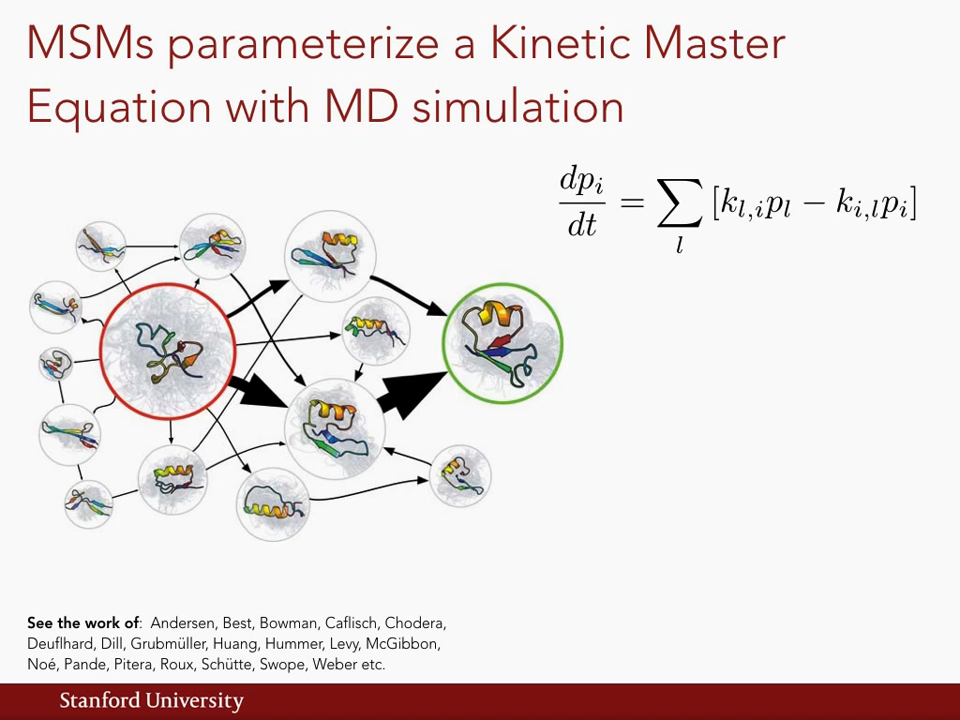 MSMs parameterize a Kinetic Master
Equation with MD simulation
dp_i/dt = ∑_l [k_{l,i}p_l − k_{i,l}p_i]
See the work of: Andersen, Best, Bowman, Caflisch, Chodera,
Deuflhard, Dill, Grubmüller, Huang, Hummer, Levy, McGibbon,
Noé, Pande, Pitera, Roux, Schütte, Swope, Weber etc.
Stanford University